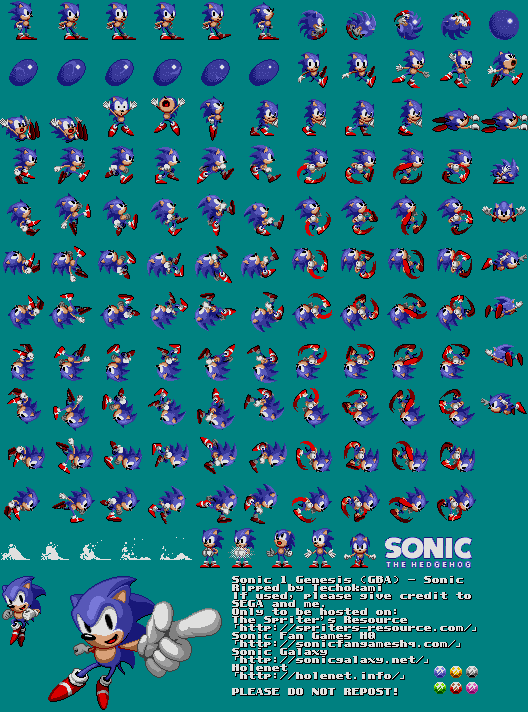 SONIC
THE HEDGEHOG
Sonic 1 Genesis (GBA) - Sonic
Ripped by Techokami
If used, please give credit to
SEGA and me.
Only to be hosted on:
The Spriter's Resource
「http://spriters-resource.com/」
Sonic Fan Games HQ
「http://sonicfangameshq.com/」
Sonic Galaxy
「http://sonicgalaxy.net/」
Holenet
「http://holenet.info/」
PLEASE DO NOT REPOST!